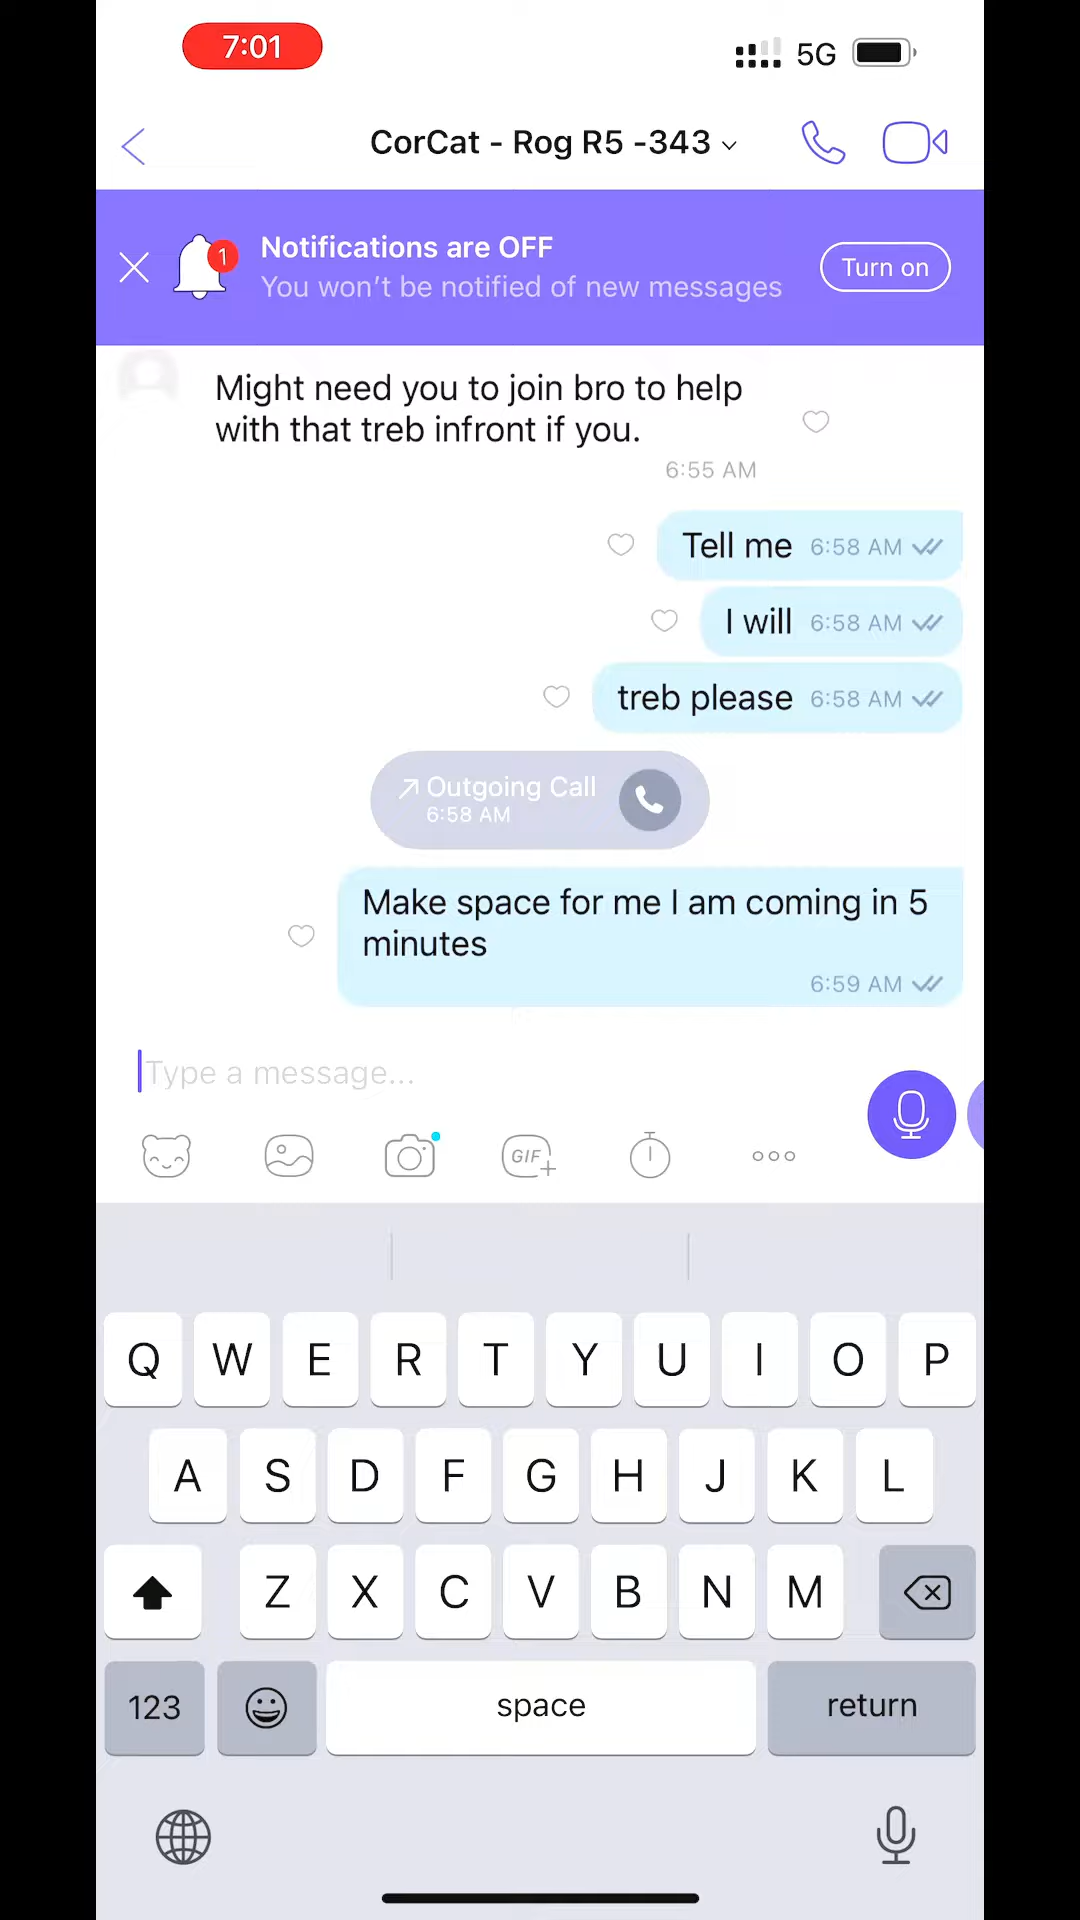 7:01
5G
CorCat - Rog R5 -343
1
Notifications are OFF
You won't be notified of new messages
Turn on
Might need you to join bro to help
with that treb infront if you.
6:55 AM
Tell me 6:58 AM
I will 6:58 AM
treb please 6:58 AM
Outgoing Call
6:58 AM
Make space for me I am coming in 5
minutes
6:59 AM
Type a message...
GIF
Q W E R T Y U I O P
A S D F G H J K L
Z X C V B N M
123 space return